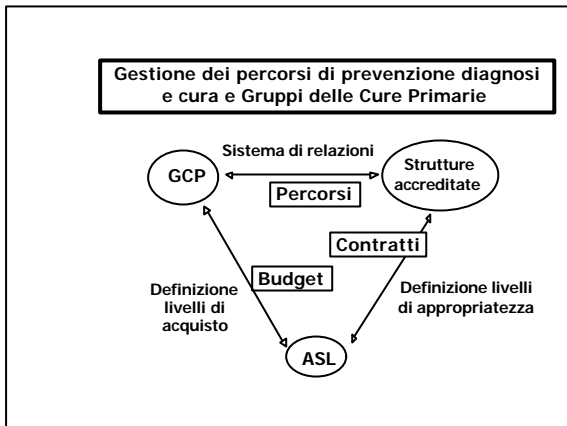 Gestione dei percorsi di prevenzione diagnosi
e cura e Gruppi delle Cure Primarie
Sistema di relazioni
GCP
Strutture
accreditate
Percorsi
Contratti
Budget
Definizione
livelli di
acquisto
Definizione livelli
di appropriatezza
ASL